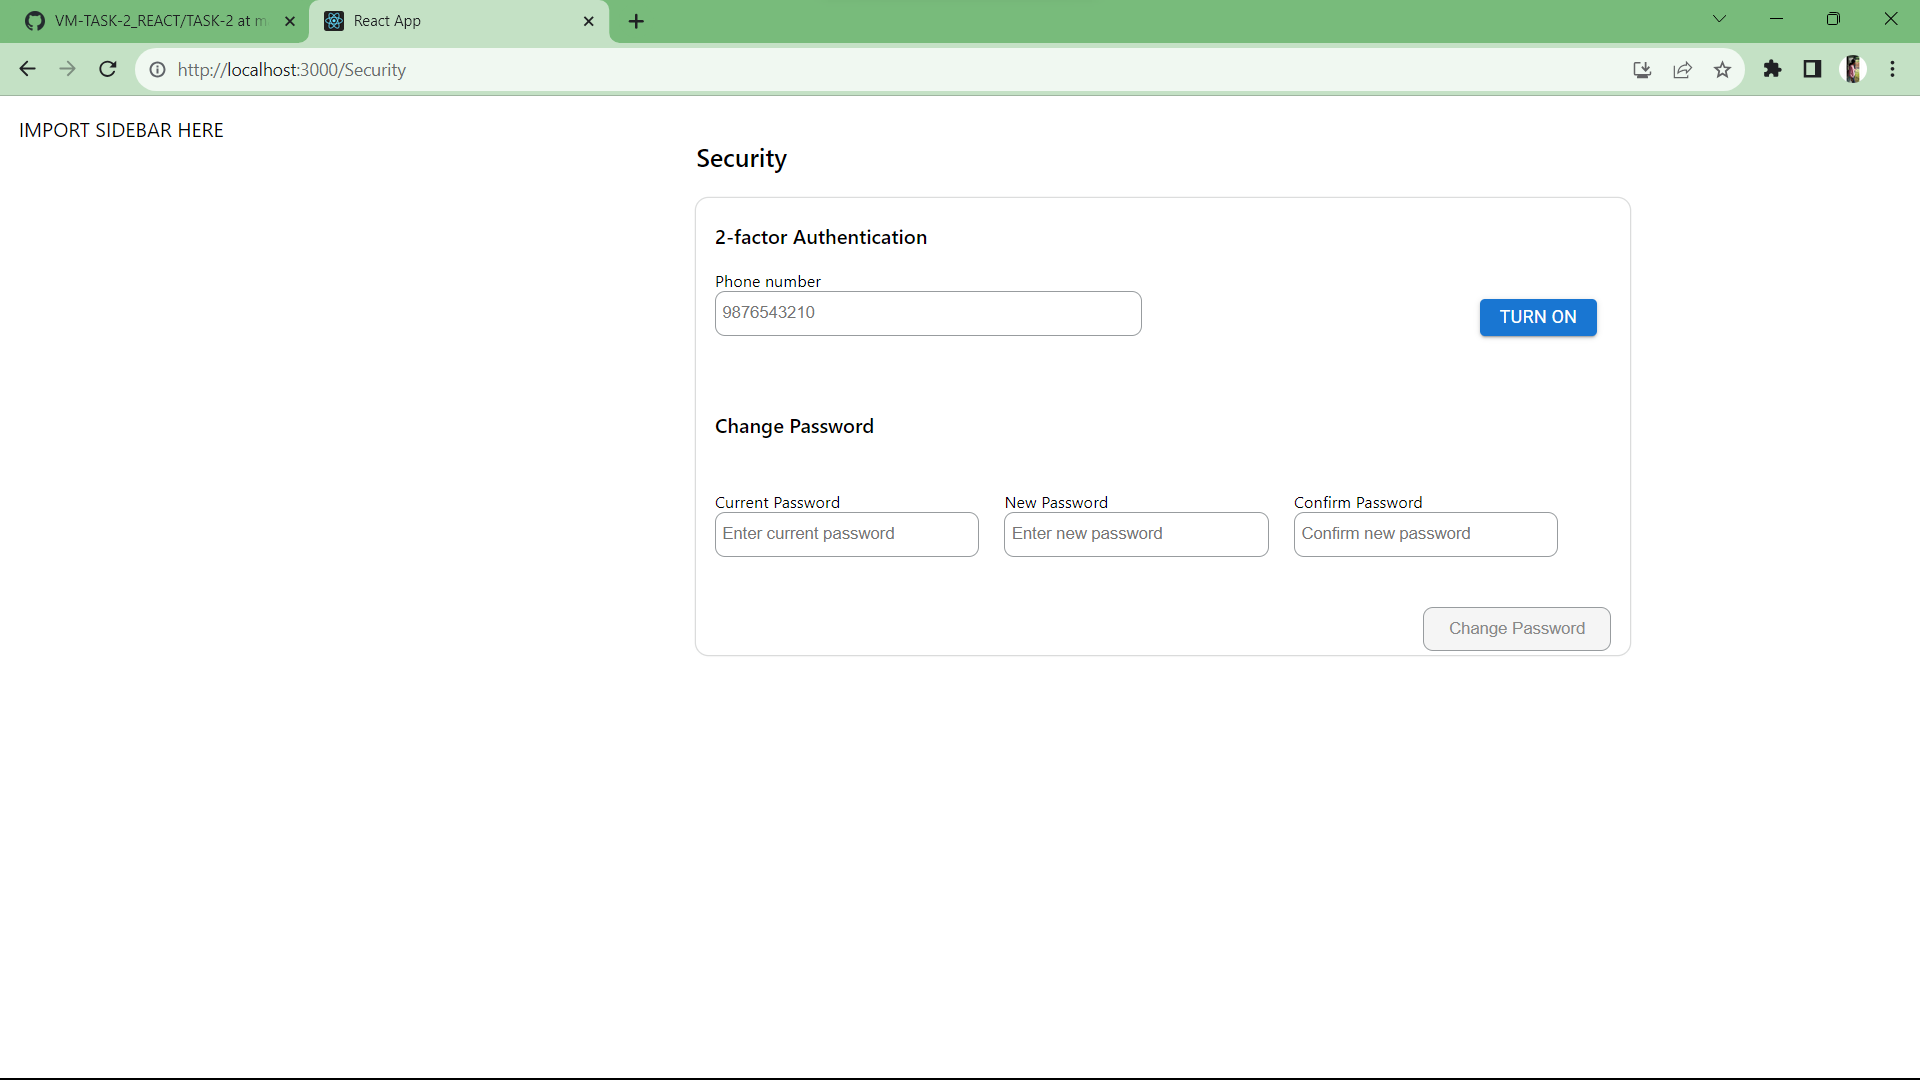 VM-TASK-2_REACT/TASK-2 at m
React App
http://localhost:3000/Security
IMPORT SIDEBAR HERE
Security
2-factor Authentication
Phone number
9876543210
TURN ON
Change Password
Current Password
New Password
Confirm Password
Enter current password
Enter new password
Confirm new password
Change Password